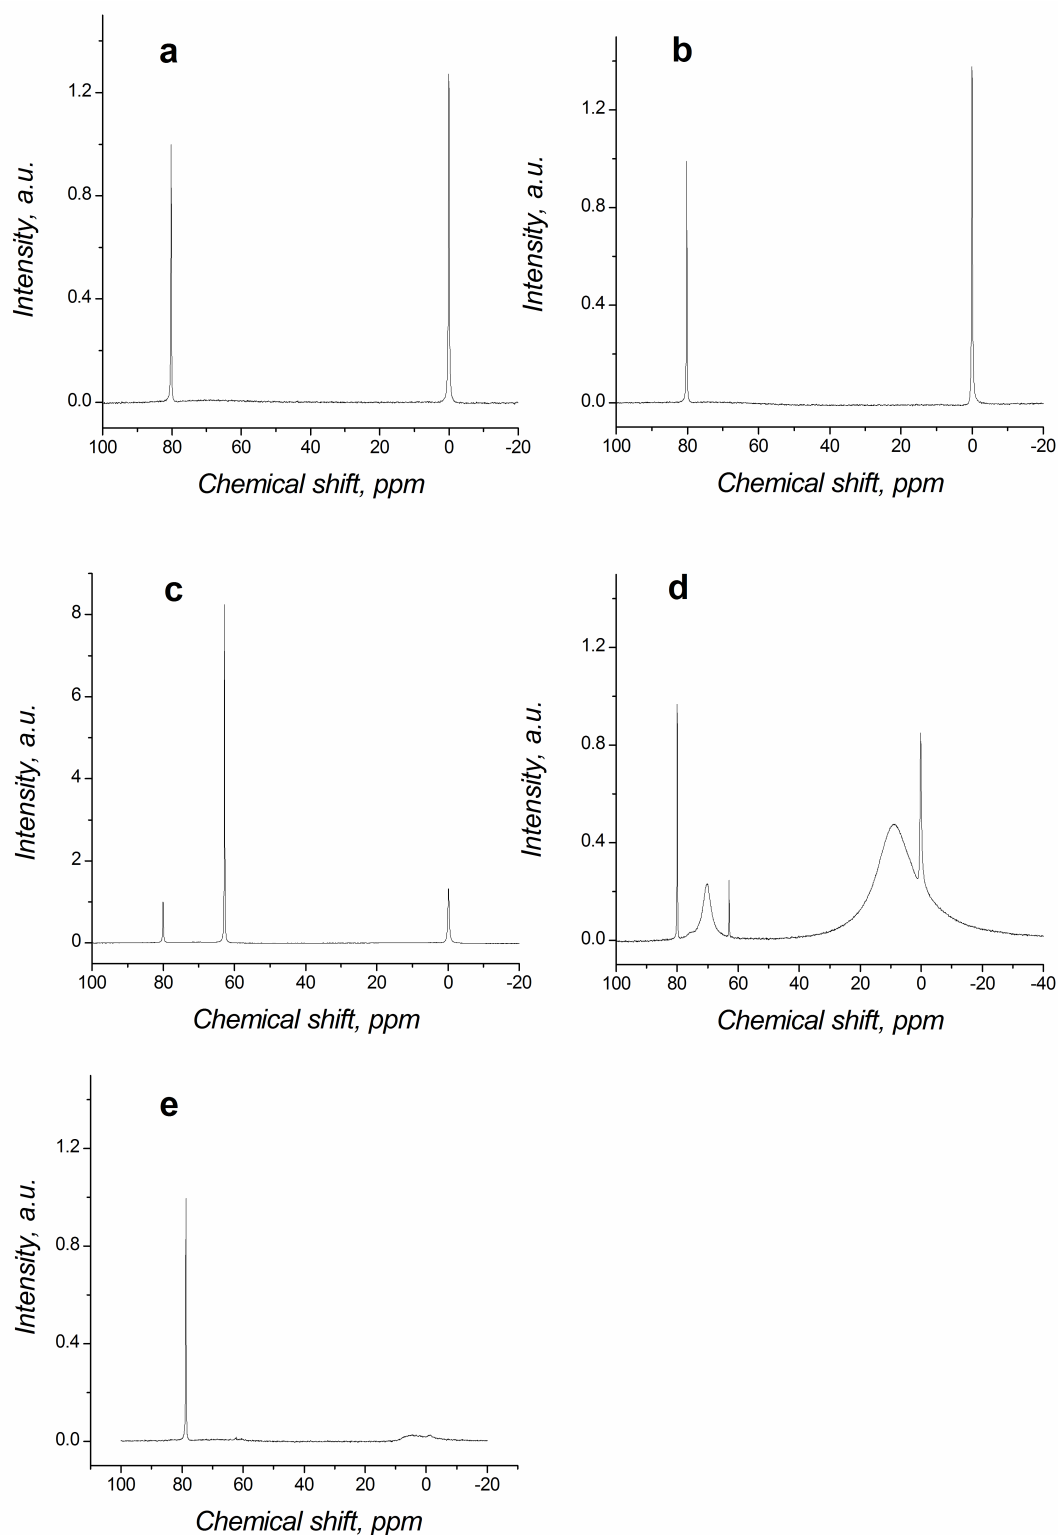 a
1.2
0.8
0.4
0.0
Intensity, a.u.
100 80 60 40 20 0 -20
Chemical shift, ppm
b
1.2
0.8
0.4
0.0
Intensity, a.u.
100 80 60 40 20 0 -20
Chemical shift, ppm
c
8
6
4
2
0
Intensity, a.u.
100 80 60 40 20 0 -20
Chemical shift, ppm
d
1.2
0.8
0.4
0.0
Intensity, a.u.
100 80 60 40 20 0 -20 -40
Chemical shift, ppm
e
1.2
0.8
0.4
0.0
Intensity, a.u.
100 80 60 40 20 0 -20
Chemical shift, ppm